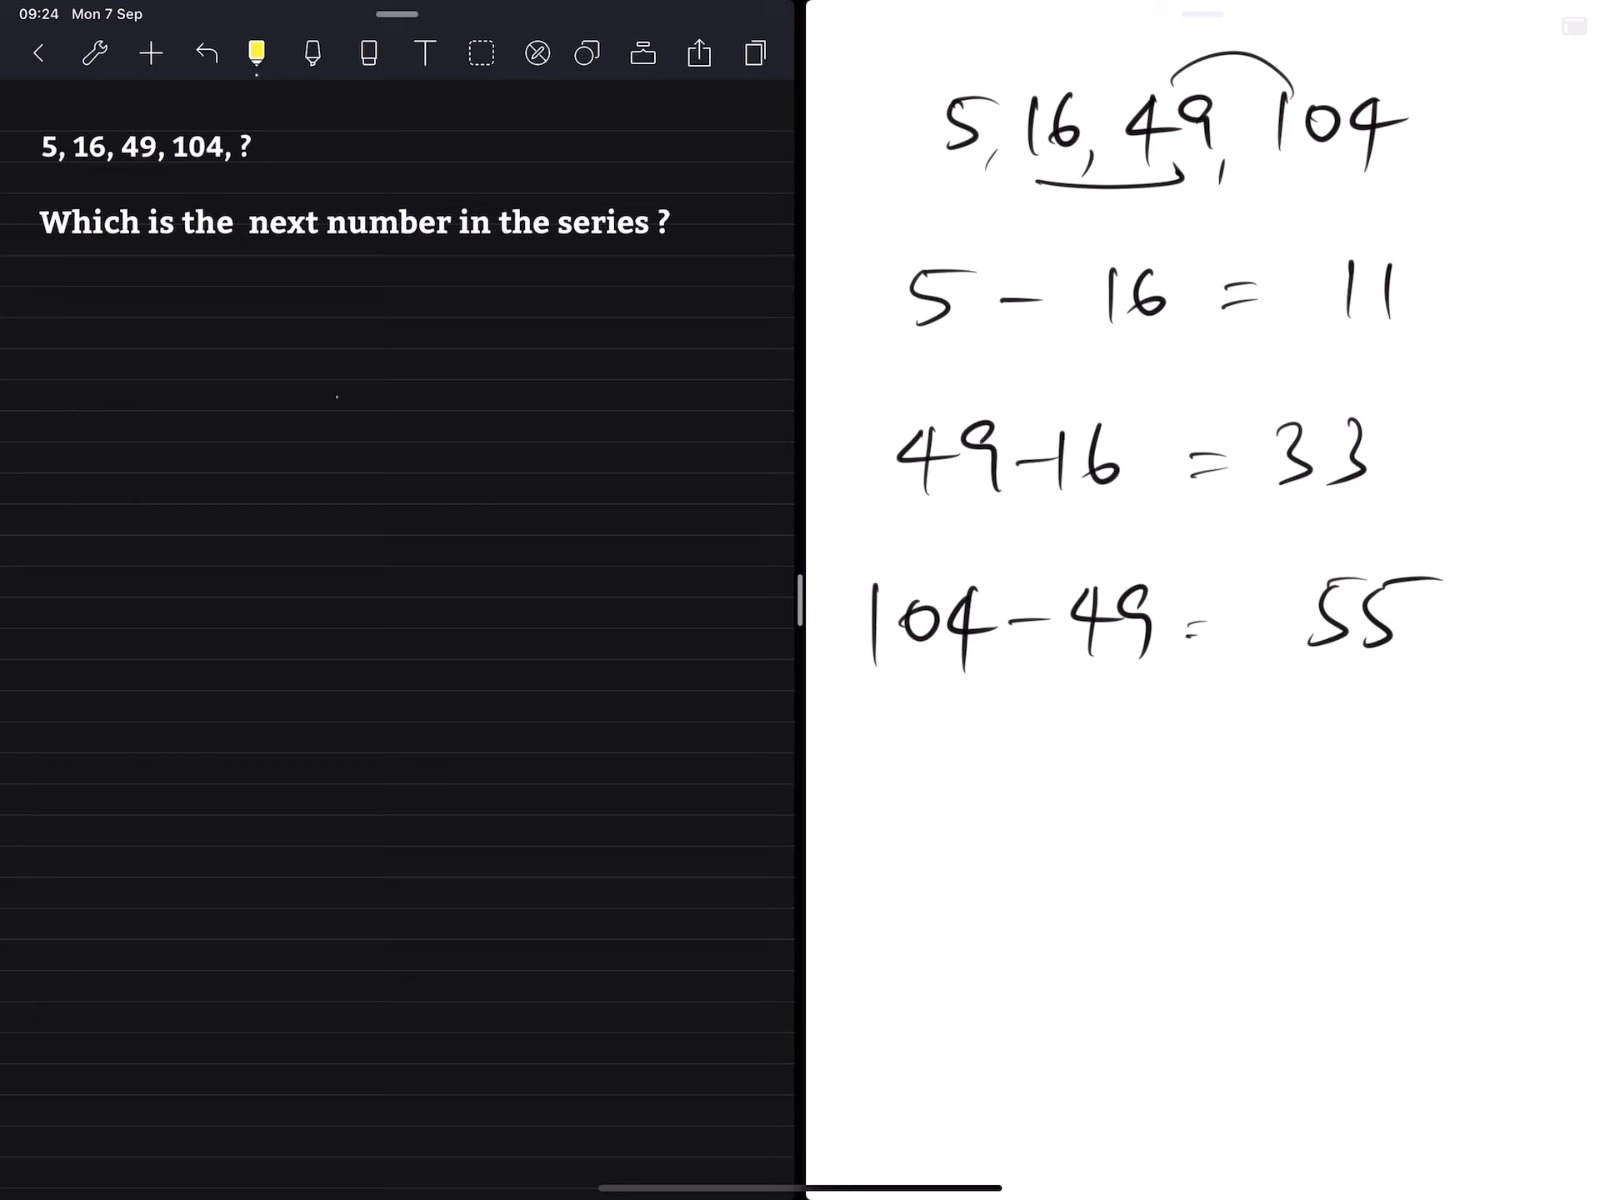 09:24 Mon 7 Sep
5, 16, 49, 104, ?
Which is the next number in the series ?
5, 16, 49, 104
5 - 16 = 11
49-16 = 33
104-49 = 55